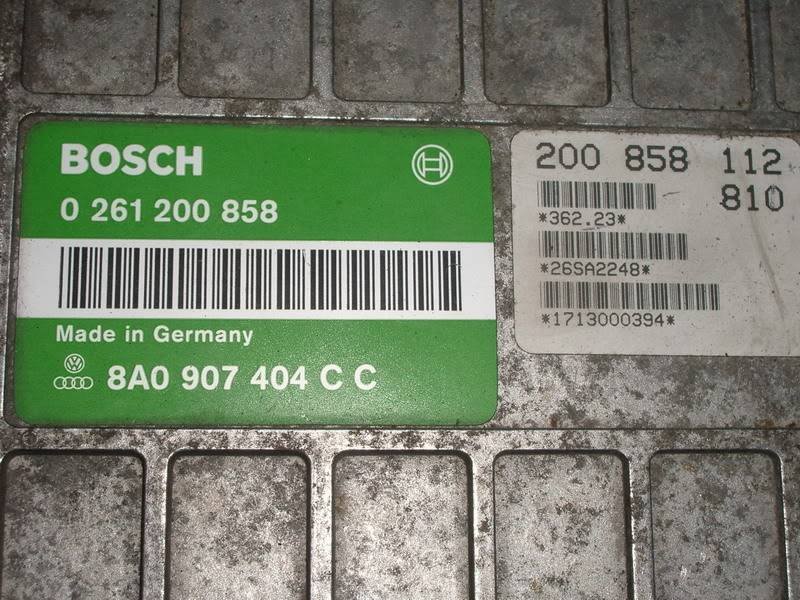 BOSCH
0 261 200 858
Made in Germany
VW
8A0 907 404 C C
200 858 112
810
*362.23*
*26SA2248*
*1713000394*